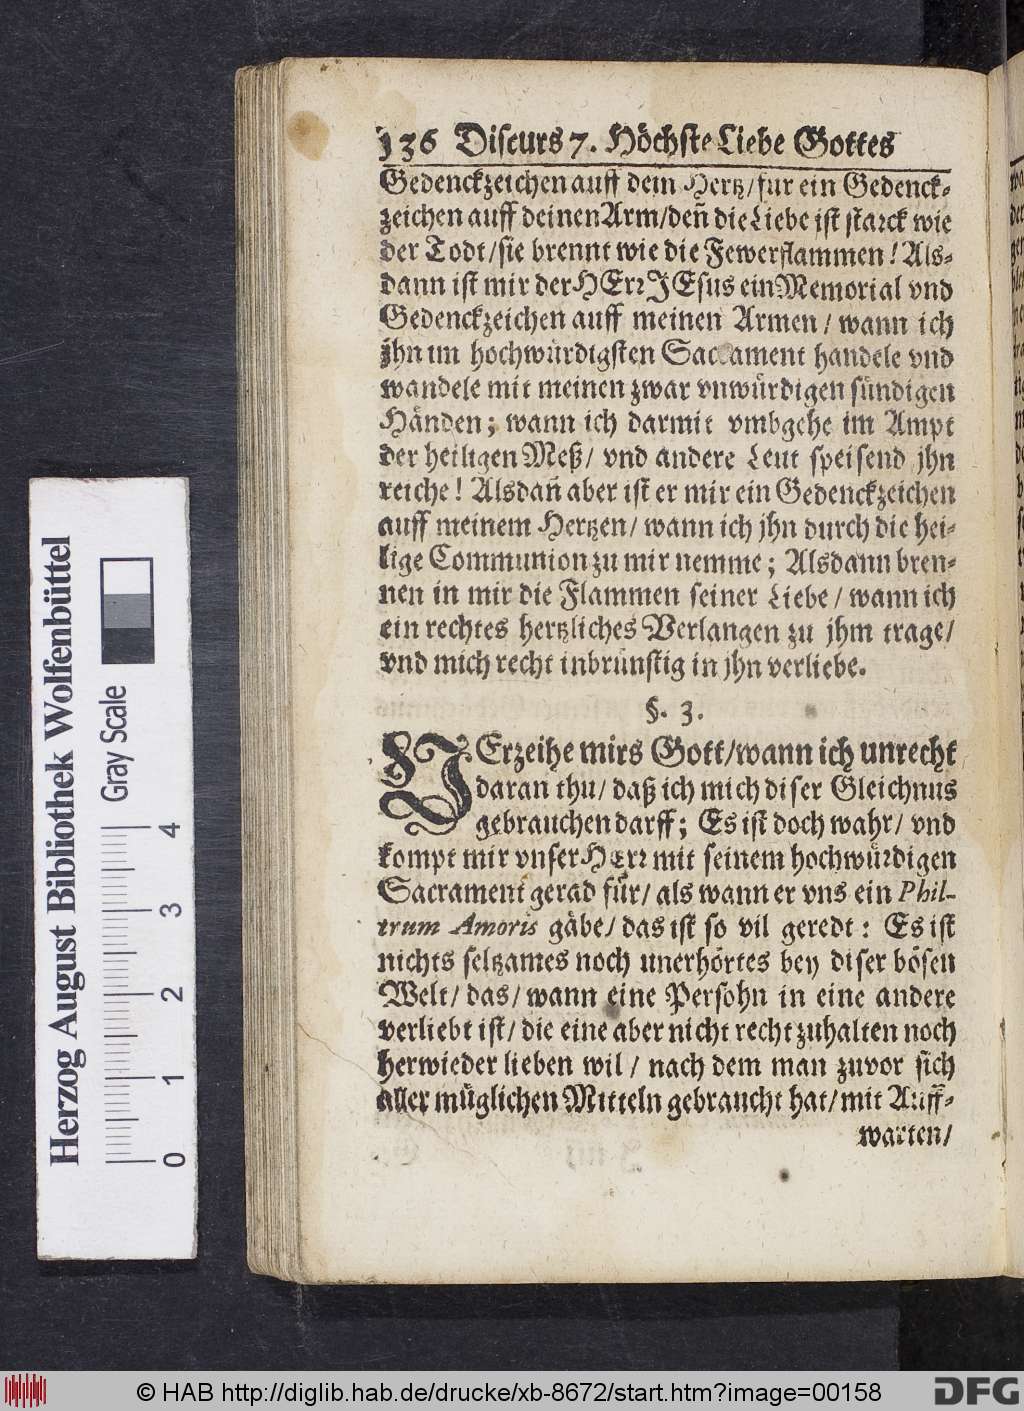 136 Discurs 7. Höchste Liebe Gottes
Gedenckzeichen auff dem Hertz/für ein Gedenck-
zeichen auff deinen Arm/deñ die Liebe ist starck wie
der Todt/sie brennt wie die Fewerflammen! Als-
dann ist mir der HErr JEsus ein Memorial vnd
Gedenckzeichen auff meinen Armen/ wann ich
jhn im hochwürdigsten Sacrament handele vnd
wandele mit meinen zwar vnwürdigen sündigen
Händen; wann ich darmit vmbgehe im Ampt
der heiligen Meß/ vnd andere Leut speisend jhn
reiche! Alsdañ aber ist er mir ein Gedenckzeichen
auff meinem Hertzen/ wann ich jhn durch die hei-
lige Communion zu mir nemme; Alsdann bren-
nen in mir die Flammen seiner Liebe/ wann ich
ein rechtes hertzliches Verlangen zu jhm trage/
vnd mich recht inbrünstig in jhn verliebe.
§. 3.
VErzeihe mirs Gott/wann ich unrecht
daran thu/ daß ich mich diser Gleichnus
gebrauchen darff; Es ist doch wahr/ vnd
kompt mir vnser Herr mit seinem hochwürdigen
Sacrament gerad für/ als wann er vns ein Phil-
trum Amoris gäbe/ das ist so vil geredt: Es ist
nichts seltzames noch unerhörtes bey diser bösen
Welt/ das/ wann eine Persohn in eine andere
verliebt ist/ die eine aber nicht recht zuhalten noch
herwieder lieben wil/ nach dem man zuvor sich
aller müglichen Mitteln gebraucht hat/ mit Auff-
warten/
Herzog August Bibliothek Wolfenbüttel
Gray Scale
0 1 2 3 4
© HAB http://diglib.hab.de/drucke/xb-8672/start.htm?image=00158
DFG